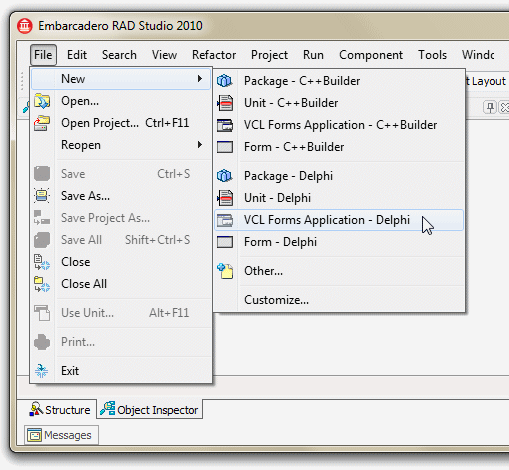 Embarcadero RAD Studio 2010
File Edit Search View Refactor Project Run Component Tools
t Layout
New
Open...
Open Project... Ctrl+F11
Reopen
Save Ctrl+S
Save As...
Save Project As...
Save All Shift+Ctrl+S
Close
Close All
Use Unit... Alt+F11
Print...
Exit
Package - C++Builder
Unit - C++Builder
VCL Forms Application - C++Builder
Form - C++Builder
Package - Delphi
Unit - Delphi
VCL Forms Application - Delphi
Form - Delphi
Other...
Customize...
Structure Object Inspector
Messages